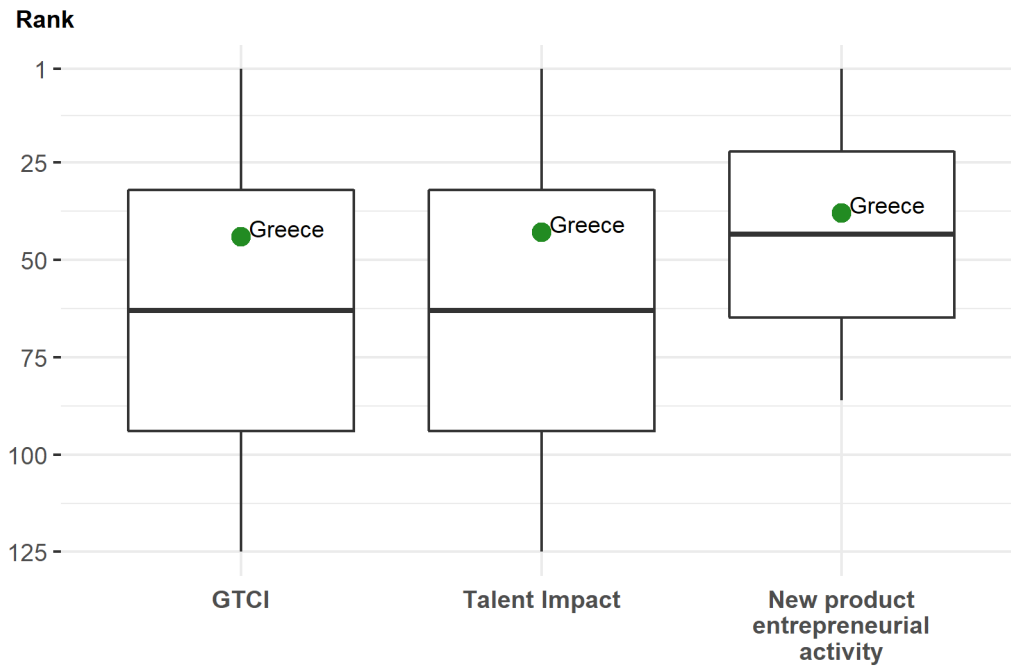 Rank
1
25
50
75
100
125
Greece
Greece
Greece
GTCI
Talent Impact
New product
entrepreneurial
activity